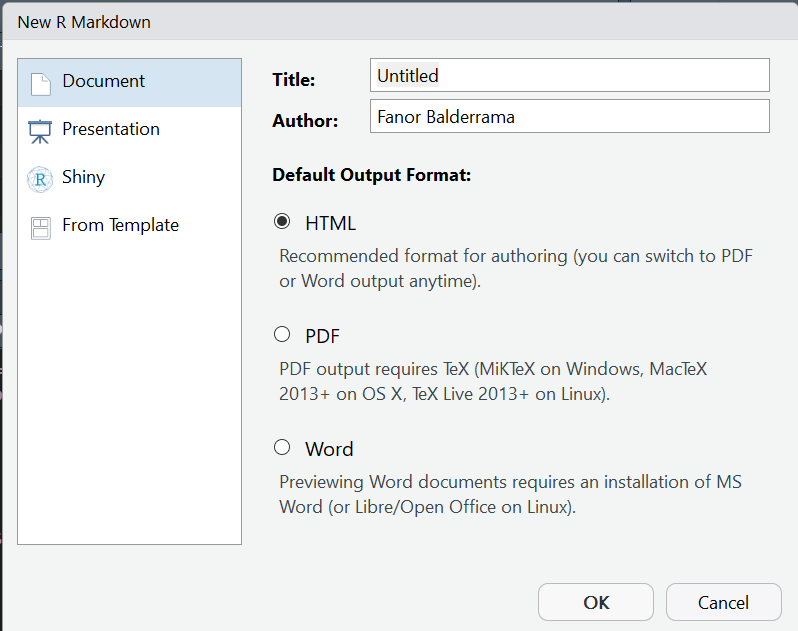 New R Markdown
Document
Presentation
R
Shiny
From Template
Title:
Untitled
Author:
Fanor Balderrama
Default Output Format:
HTML
Recommended format for authoring (you can switch to PDF
or Word output anytime).
PDF
PDF output requires TeX (MiKTeX on Windows, MacTeX
2013+ on OS X, TeX Live 2013+ on Linux).
Word
Previewing Word documents requires an installation of MS
Word (or Libre/Open Office on Linux).
OK
Cancel